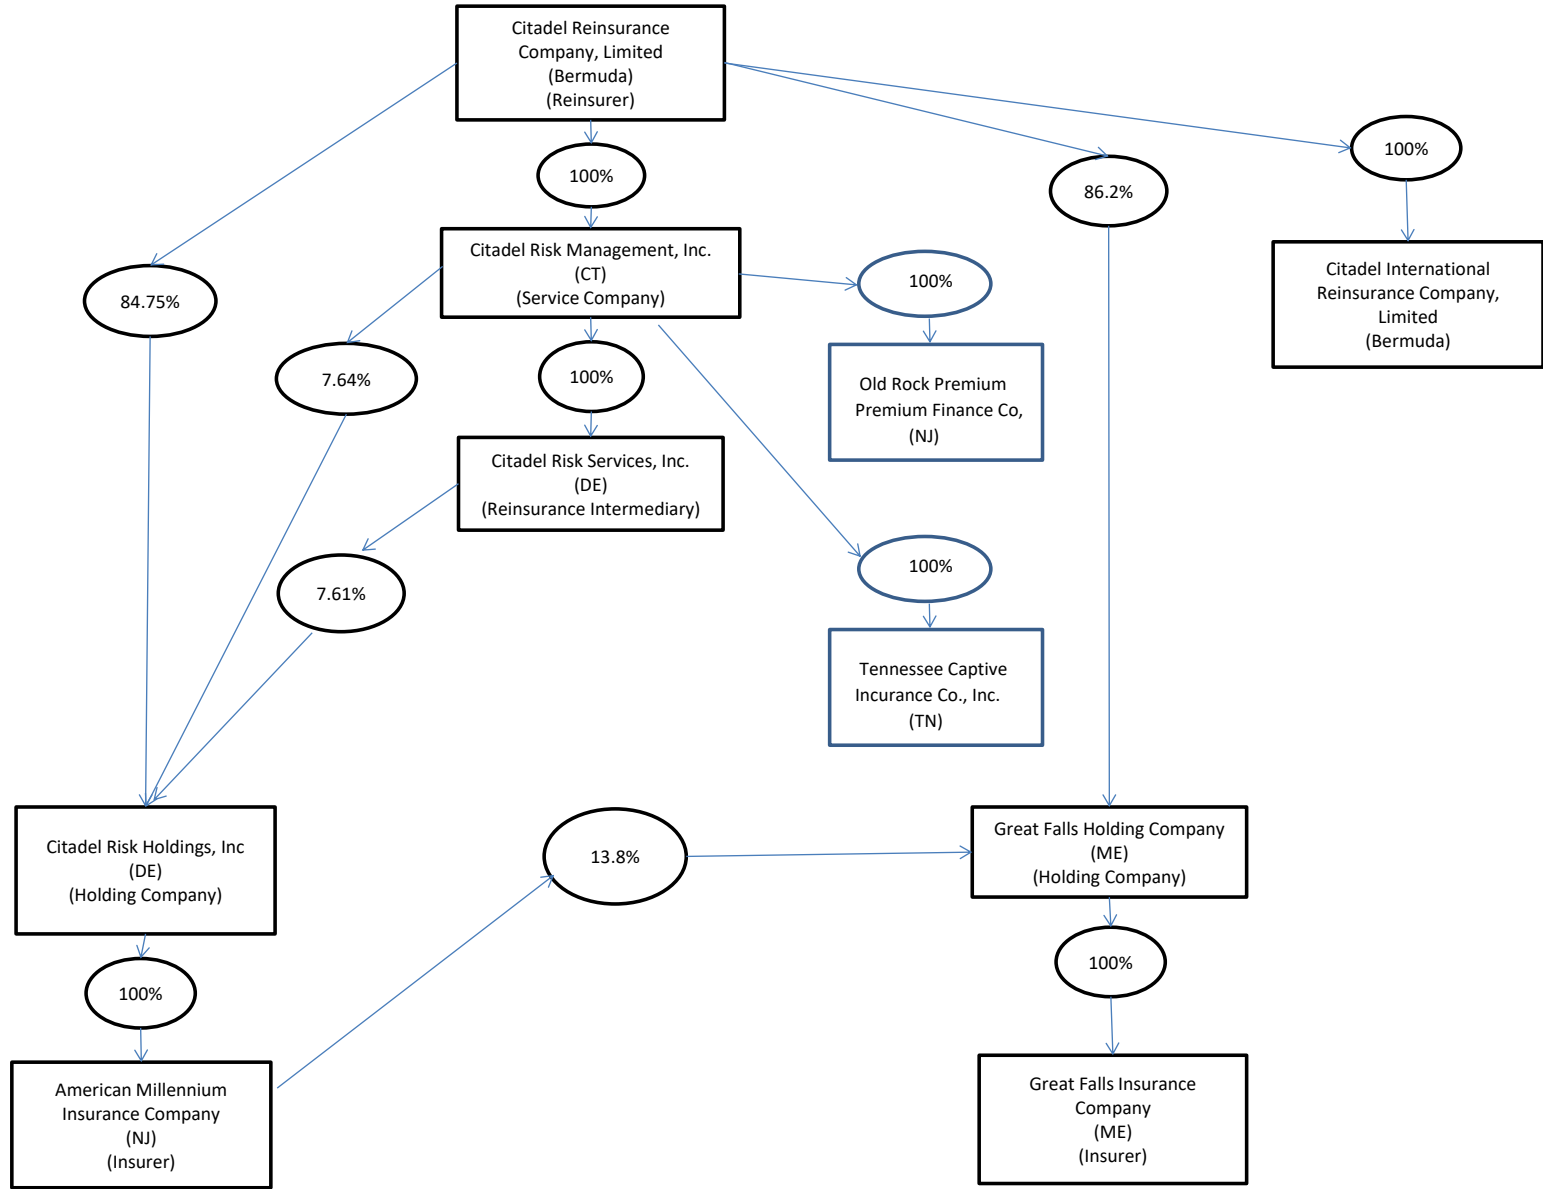 Citadel Reinsurance
Company, Limited
(Bermuda)
(Reinsurer)
100%
100%
86.2%
Citadel Risk Management, Inc.
(CT)
(Service Company)
100%
Citadel International
Reinsurance Company,
Limited
(Bermuda)
84.75%
7.64%
100%
Old Rock Premium
Premium Finance Co,
(NJ)
Citadel Risk Services, Inc.
(DE)
(Reinsurance Intermediary)
100%
7.61%
Tennessee Captive
Incurance Co., Inc.
(TN)
Citadel Risk Holdings, Inc
(DE)
(Holding Company)
13.8%
Great Falls Holding Company
(ME)
(Holding Company)
100%
100%
American Millennium
Insurance Company
(NJ)
(Insurer)
Great Falls Insurance
Company
(ME)
(Insurer)